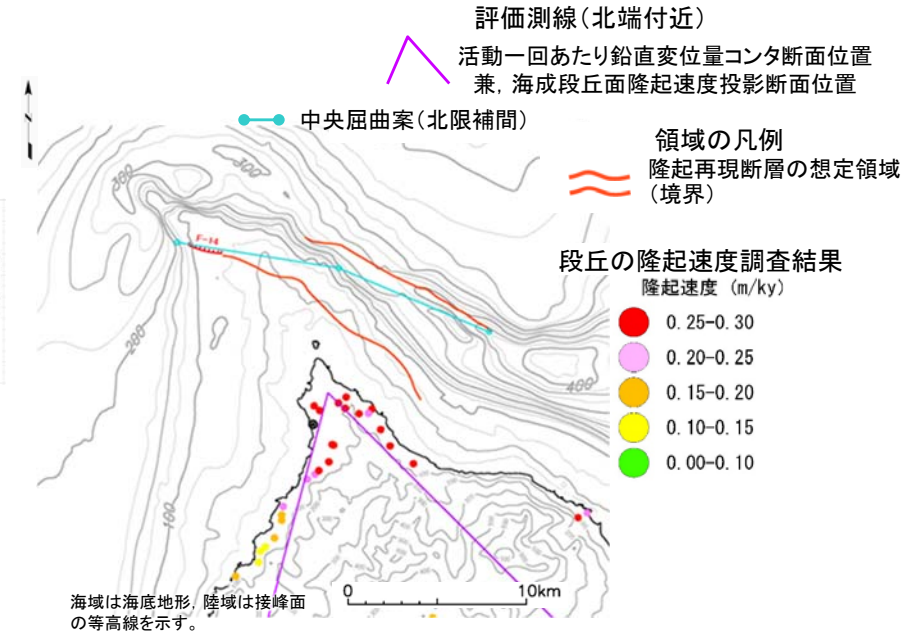 評価測線(北端付近)
活動一回あたり鉛直変位量コンタ断面位置
兼,海成段丘面隆起速度投影断面位置
N
中央屈曲案(北限補間)
領域の凡例
隆起再現断層の想定領域
(境界)
段丘の隆起速度調査結果
隆起速度 (m/ky)
0.25-0.30
0.20-0.25
0.15-0.20
0.10-0.15
0.00-0.10
300
300
F-14
200
400
100
0
10km
海域は海底地形,陸域は接峰面
の等高線を示す。